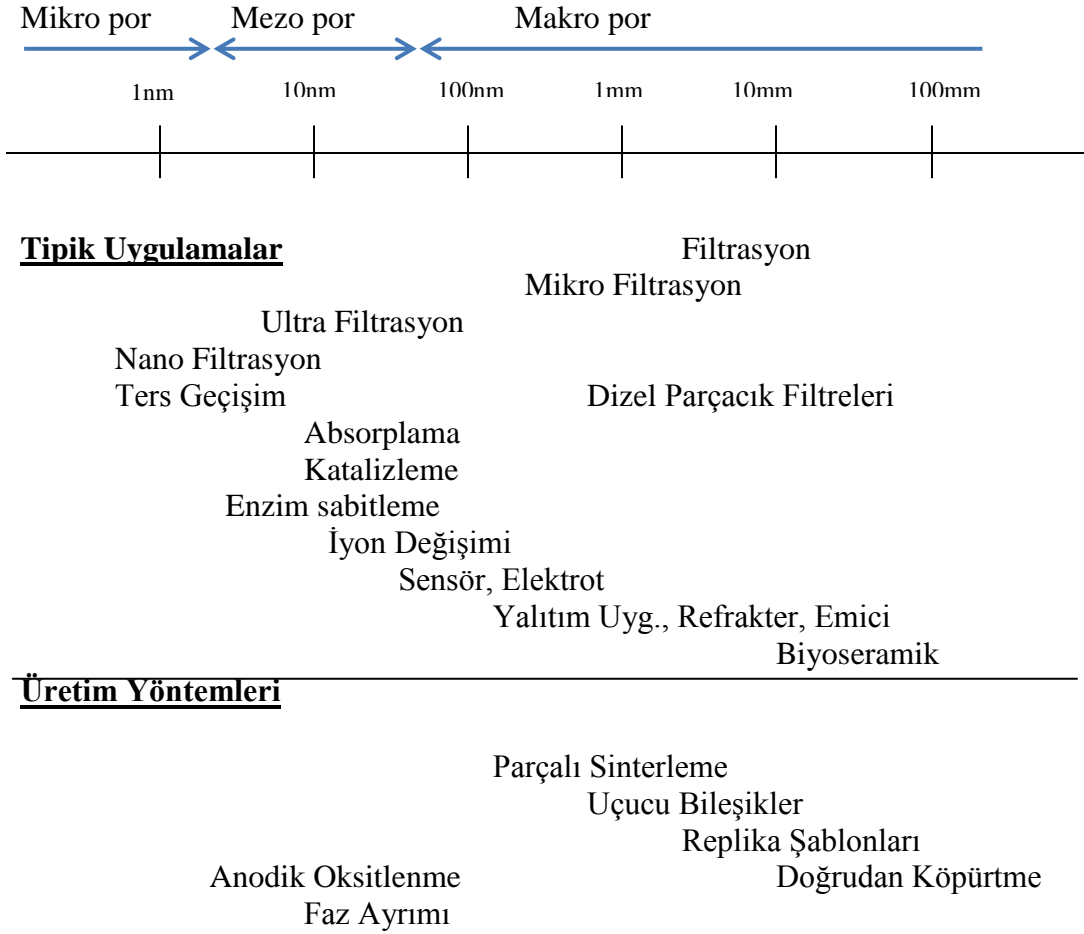 Mikro por Mezo por Makro por
1nm 10nm 100nm 1mm 10mm 100mm
Tipik Uygulamalar Filtrasyon
Mikro Filtrasyon
Ultra Filtrasyon
Nano Filtrasyon
Ters Geçişim Dizel Parçacık Filtreleri
Absorplama
Katalizleme
Enzim sabitleme
İyon Değişimi
Sensör, Elektrot
Yalıtım Uyg., Refrakter, Emici
Biyoseramik
Üretim Yöntemleri
Parçalı Sinterleme
Uçucu Bileşikler
Replika Şablonları
Anodik Oksitlenme Doğrudan Köpürtme
Faz Ayrımı